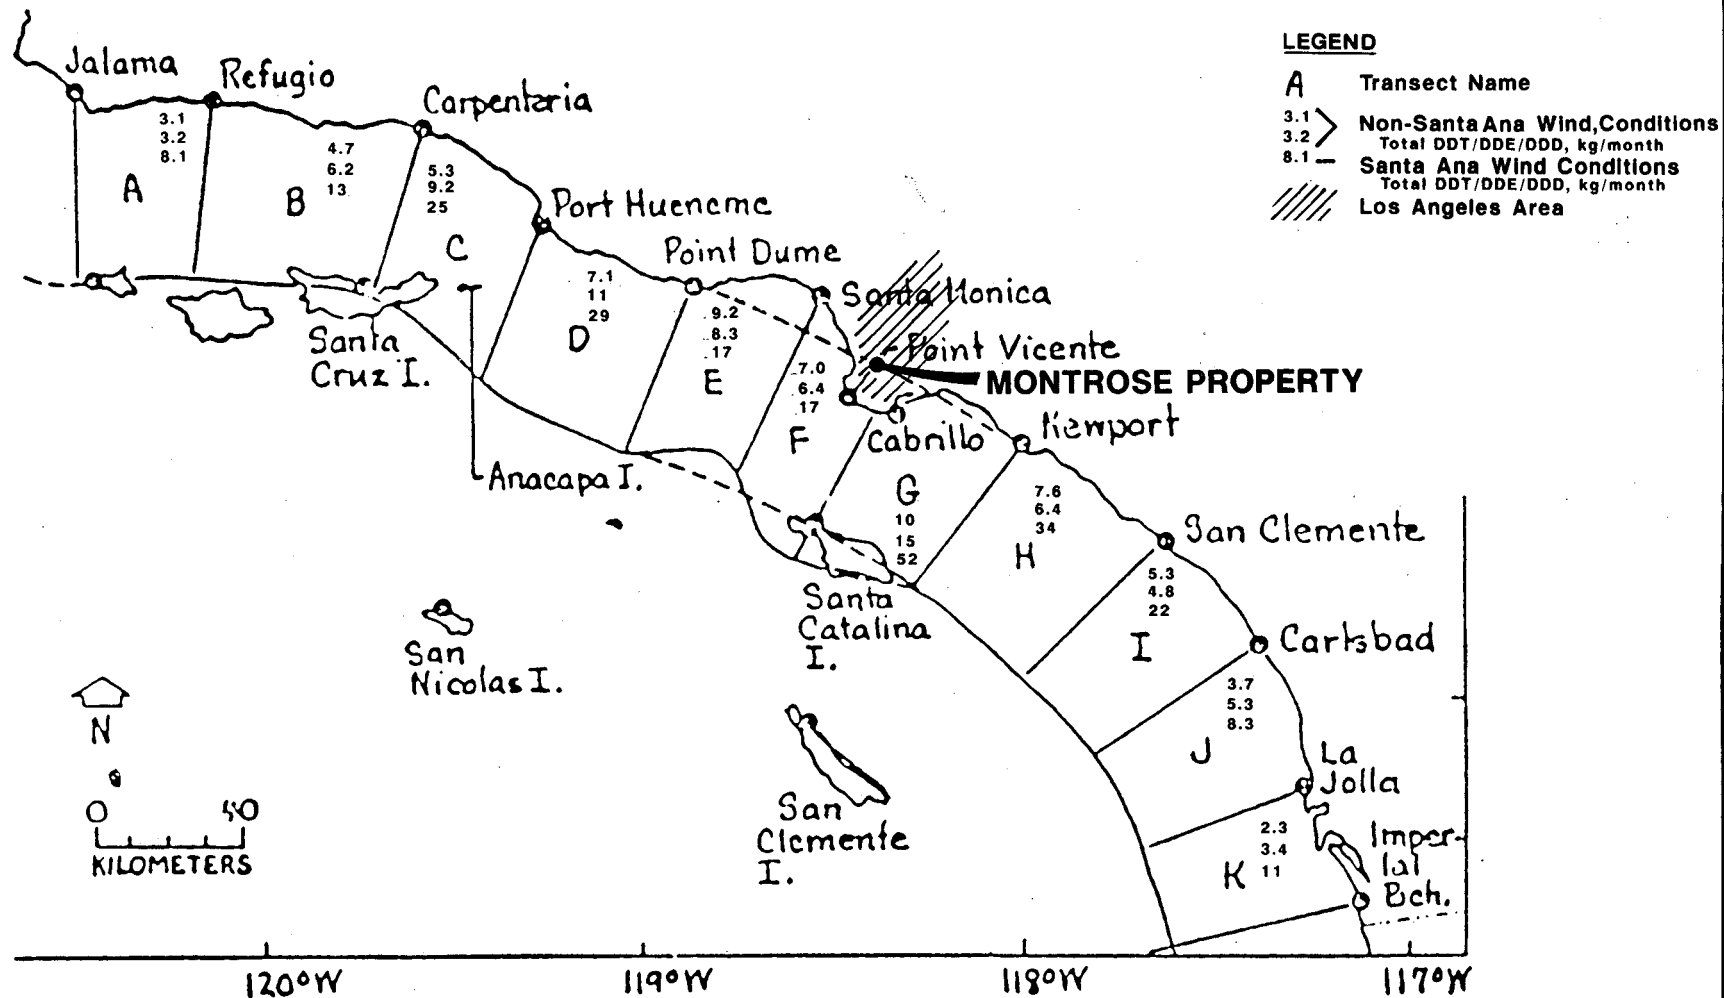 LEGEND
A Transect Name
3.1
3.2 Non-Santa Ana Wind, Conditions
Total DDT/DDE/DDD, kg/month
8.1 — Santa Ana Wind Conditions
Total DDT/DDE/DDD, kg/month
Los Angeles Area
Jalama
Refugio
Carpenteria
Port Hueneme
Point Dume
Santa Monica
Point Vicente
MONTROSE PROPERTY
Cabrillo
Newport
San Clemente
Carlsbad
La
Jolla
Imper-
ial
Bch.
A
3.1
3.2
8.1
B
4.7
6.2
13
C
5.3
9.2
25
D
7.1
11
29
E
9.2
8.3
17
F
7.0
6.4
17
G
10
15
52
H
7.6
6.4
34
I
5.3
4.8
22
J
3.7
5.3
8.3
K
2.3
3.4
11
Santa
Cruz I.
Anacapa I.
Santa
Catalina
I.
San
Nicolas I.
San
Clemente
I.
N
0 40
KILOMETERS
120°W 119°W 118°W 117°W